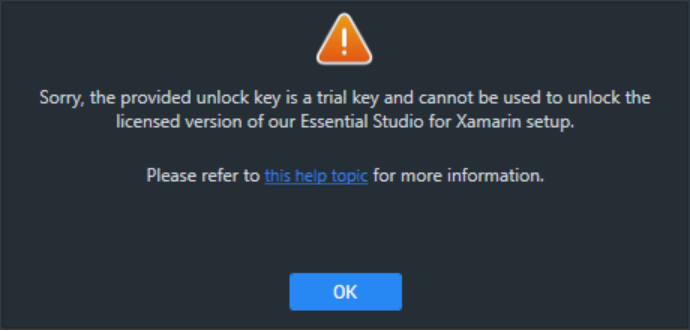 Sorry, the provided unlock key is a trial key and cannot be used to unlock the
licensed version of our Essential Studio for Xamarin setup.
Please refer to this help topic for more information.
OK